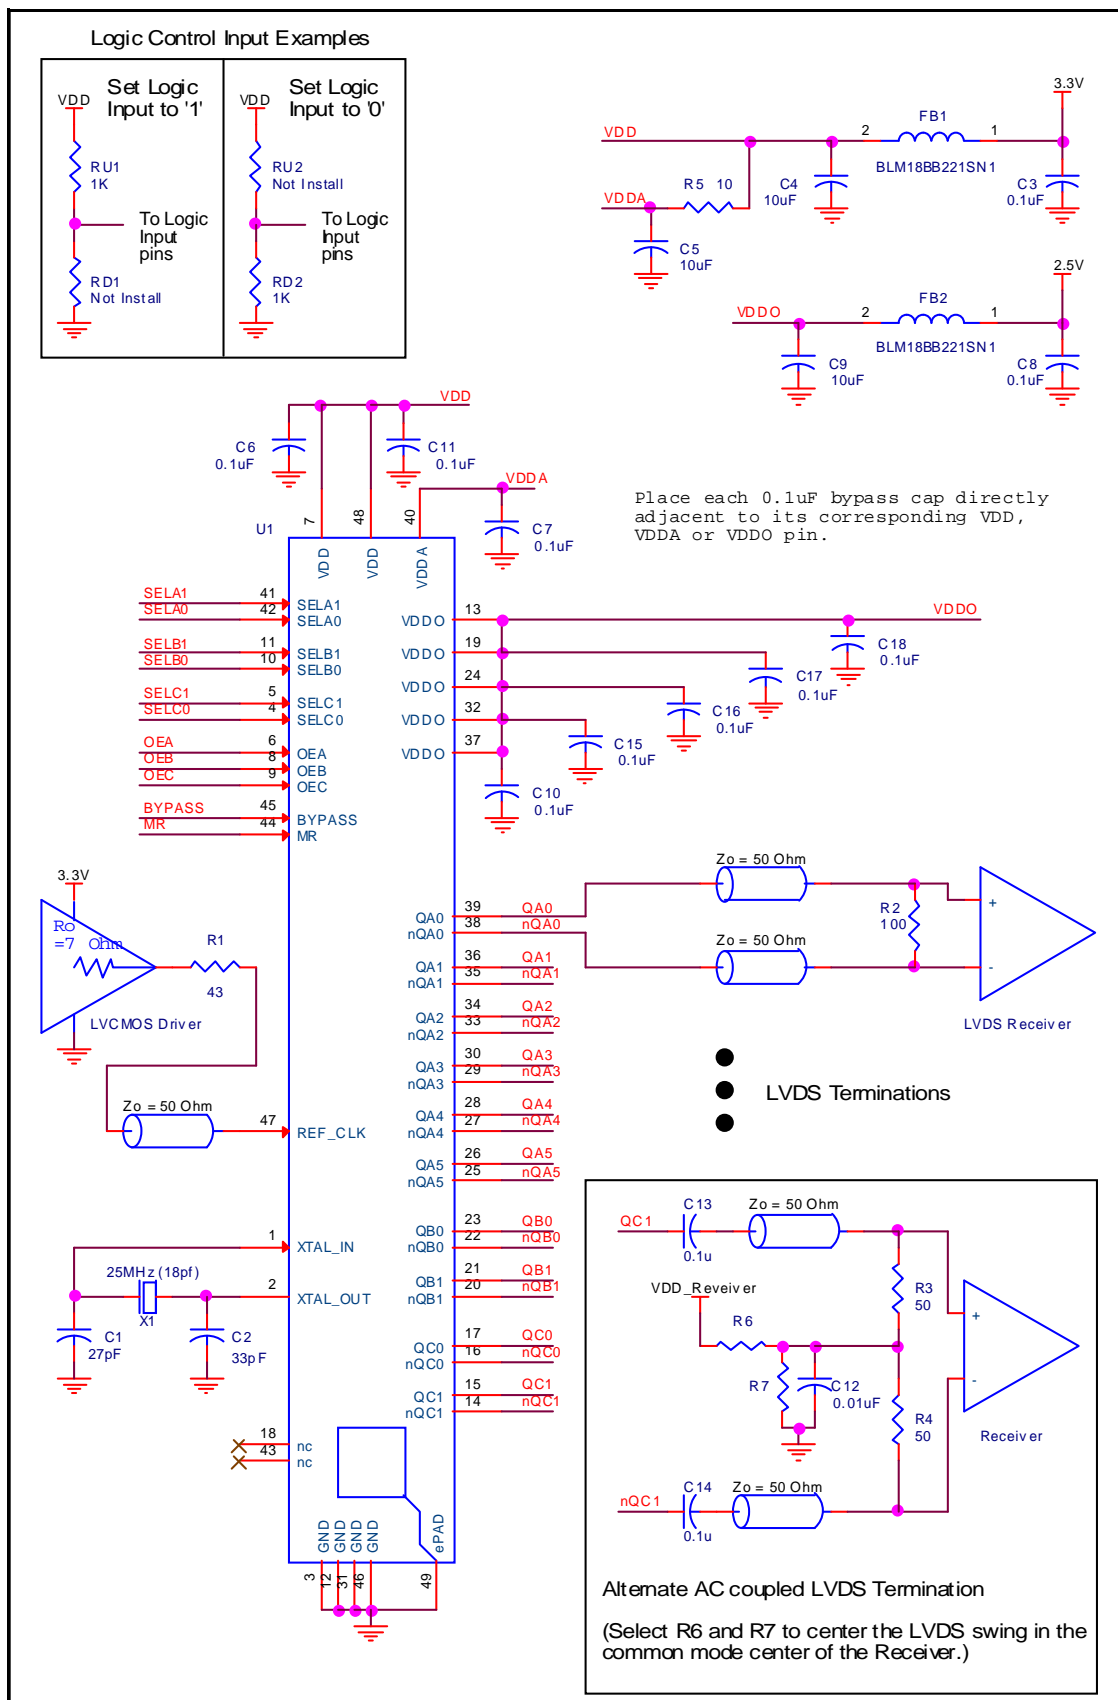 Logic Control Input Examples
Set Logic
Input to '1'
VDD
RU1
1K
To Logic
Input
pins
RD1
Not Install
Set Logic
Input to '0'
VDD
RU2
Not Install
To Logic
Input
pins
RD2
1K
3.3V
VDD
2
FB1
1
BLM18BB221SN1
VDDA
R5 10
C4
10uF
C3
0.1uF
C5
10uF
2.5V
VDDO
2
FB2
1
BLM18BB221SN1
C9
10uF
C8
0.1uF
VDD
C6
0.1uF
C11
0.1uF
VDDA
C7
0.1uF
Place each 0.1uF bypass cap directly
adjacent to its corresponding VDD,
VDDA or VDDO pin.
U1
7
48
40
VDD
VDD
VDDA
SELA1 41 SELA1
SELA0 42 SELA0
SELB1 11 SELB1
SELB0 10 SELB0
SELC1 5 SELC1
SELC0 4 SELC0
OEA 6 OEA
OEB 8 OEB
OEC 9 OEC
BYPASS 45 BYPASS
MR 44 MR
VDDO 13 VDDO
VDDO 19
VDDO 24
VDDO 32
VDDO 37
C18
0.1uF
C17
0.1uF
C16
0.1uF
C15
0.1uF
C10
0.1uF
3.3V
Ro
=7 Ohm
R1
43
LVCMOS Driver
Zo = 50 Ohm
47
REF_CLK
1
XTAL_IN
25MHz (18pf)
X1
2
XTAL_OUT
C1
27pF
C2
33pF
18
nc
43
nc
QA0 39 QA0
nQA0 38 nQA0
QA1 36 QA1
nQA1 35 nQA1
QA2 34 QA2
nQA2 33 nQA2
QA3 30 QA3
nQA3 29 nQA3
QA4 28 QA4
nQA4 27 nQA4
QA5 26 QA5
nQA5 25 nQA5
QB0 23 QB0
nQB0 22 nQB0
QB1 21 QB1
nQB1 20 nQB1
QC0 17 QC0
nQC0 16 nQC0
QC1 15 QC1
nQC1 14 nQC1
GND
GND
GND
GND
ePAD
3
12
31
46
49
Zo = 50 Ohm
Zo = 50 Ohm
R2
100
+
-
LVDS Receiver
LVDS Terminations
QC1
C13
0.1u
Zo = 50 Ohm
VDD_Reveiver
R6
R7
C12
0.01uF
R3
50
R4
50
+
-
Receiver
nQC1
C14
0.1u
Zo = 50 Ohm
Alternate AC coupled LVDS Termination
(Select R6 and R7 to center the LVDS swing in the
common mode center of the Receiver.)